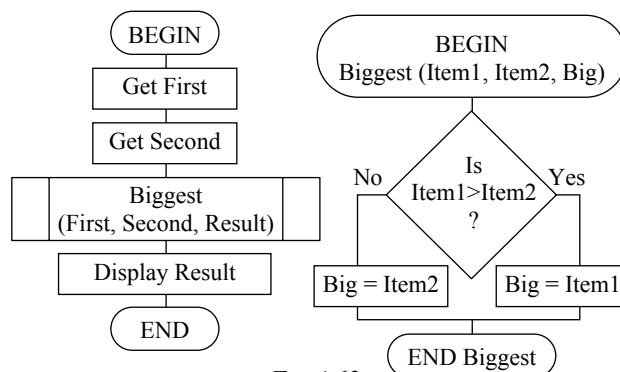 BEGIN
Get First
Get Second
Biggest
(First, Second, Result)
Display Result
END
BEGIN
Biggest (Item1, Item2, Big)
Is
Item1>Item2
?
No
Yes
Big = Item2
Big = Item1
END Biggest